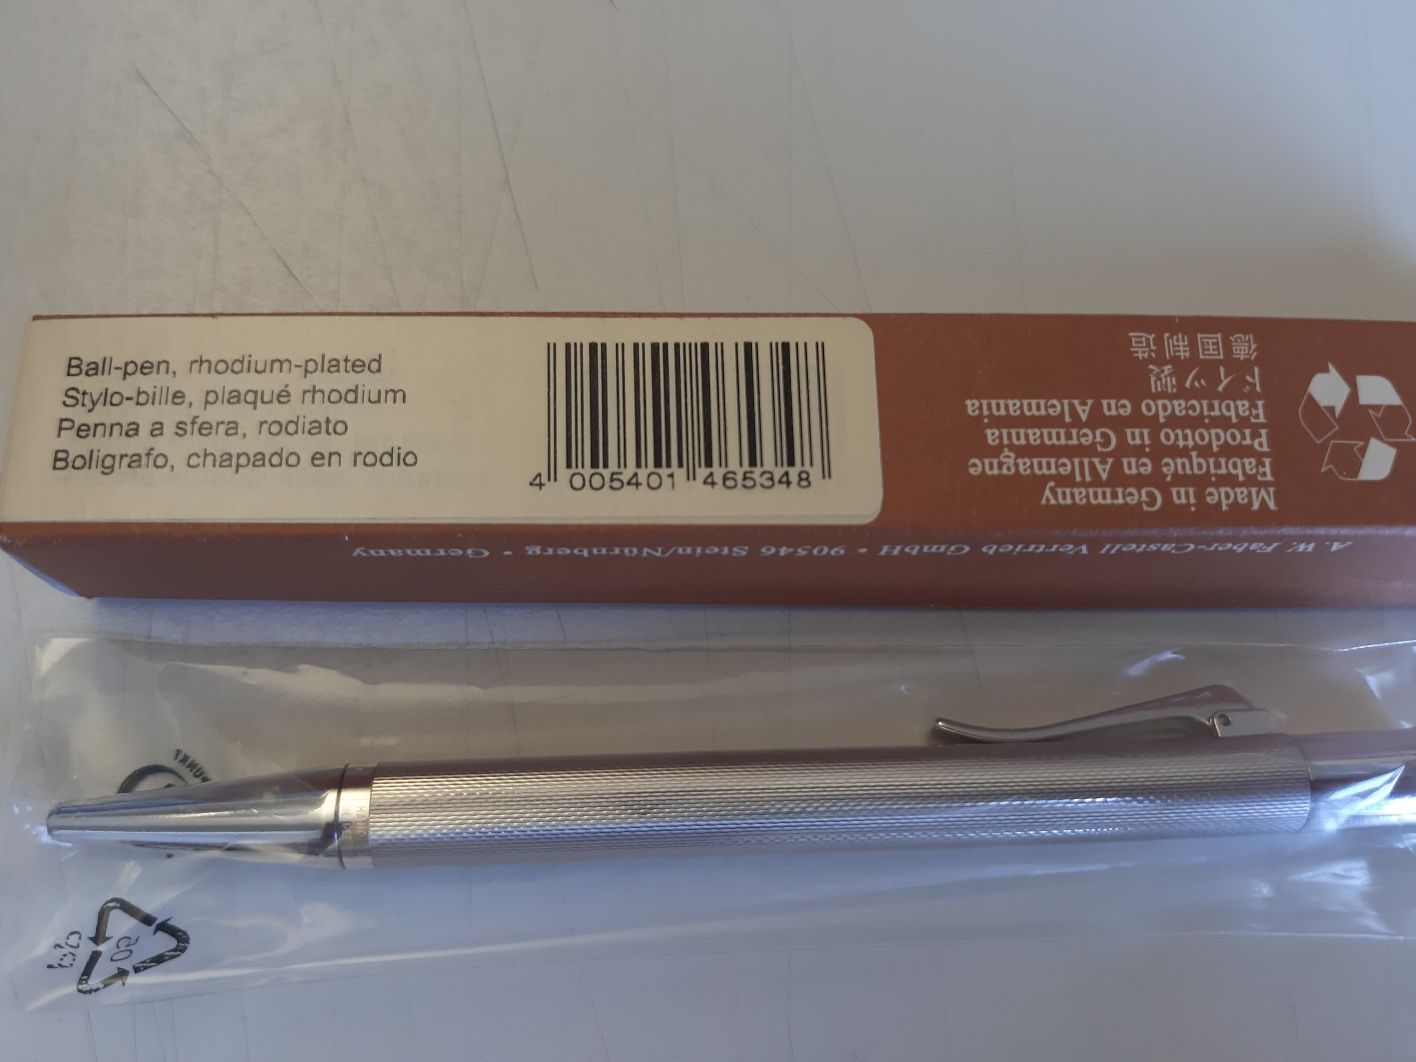 Ball-pen, rhodium-plated
Stylo-bille, plaqué rhodium
Penna a sfera, rodiato
Boligrafo, chapado en rodio
4 005401 465348
Made in Germany
Fabriqué en Allemagne
Prodotto in Germania
Fabricado en Alemania
ドイツ製
德国制造
A. W. Faber-Castell Vertrieb GmbH • 90546 Stein/Nürnberg • Germany